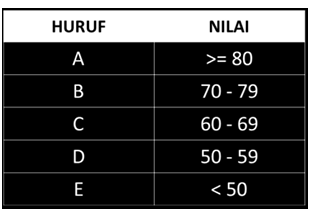 HURUF NILAI
A >= 80
B 70 - 79
C 60 - 69
D 50 - 59
E < 50